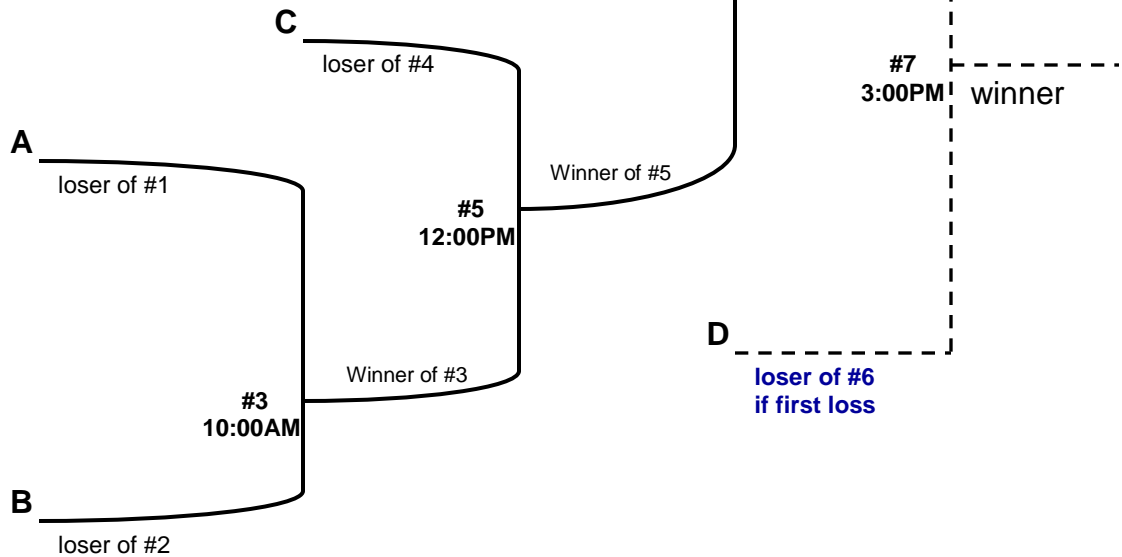 C
loser of #4
#7
3:00PM
winner
A
loser of #1
Winner of #5
#5
12:00PM
D
Winner of #3
loser of #6
if first loss
#3
10:00AM
B
loser of #2